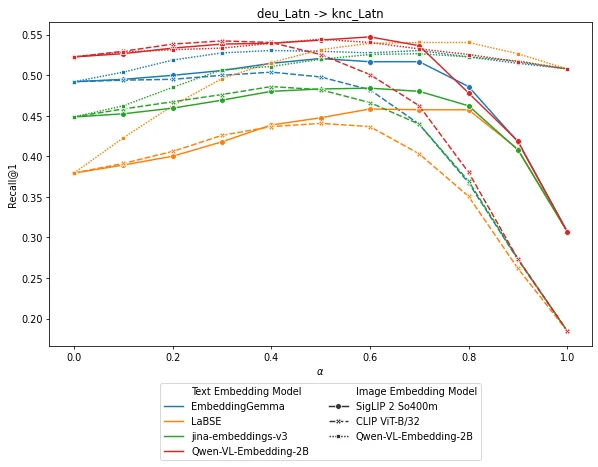 deu_Latn -> knc_Latn
Recall@1
0.55
0.50
0.45
0.40
0.35
0.30
0.25
0.20
0.0
0.2
0.4
0.6
0.8
1.0
α
Text Embedding Model
EmbeddingGemma
LaBSE
jina-embeddings-v3
Qwen-VL-Embedding-2B
Image Embedding Model
SigLIP 2 So400m
CLIP ViT-B/32
Qwen-VL-Embedding-2B